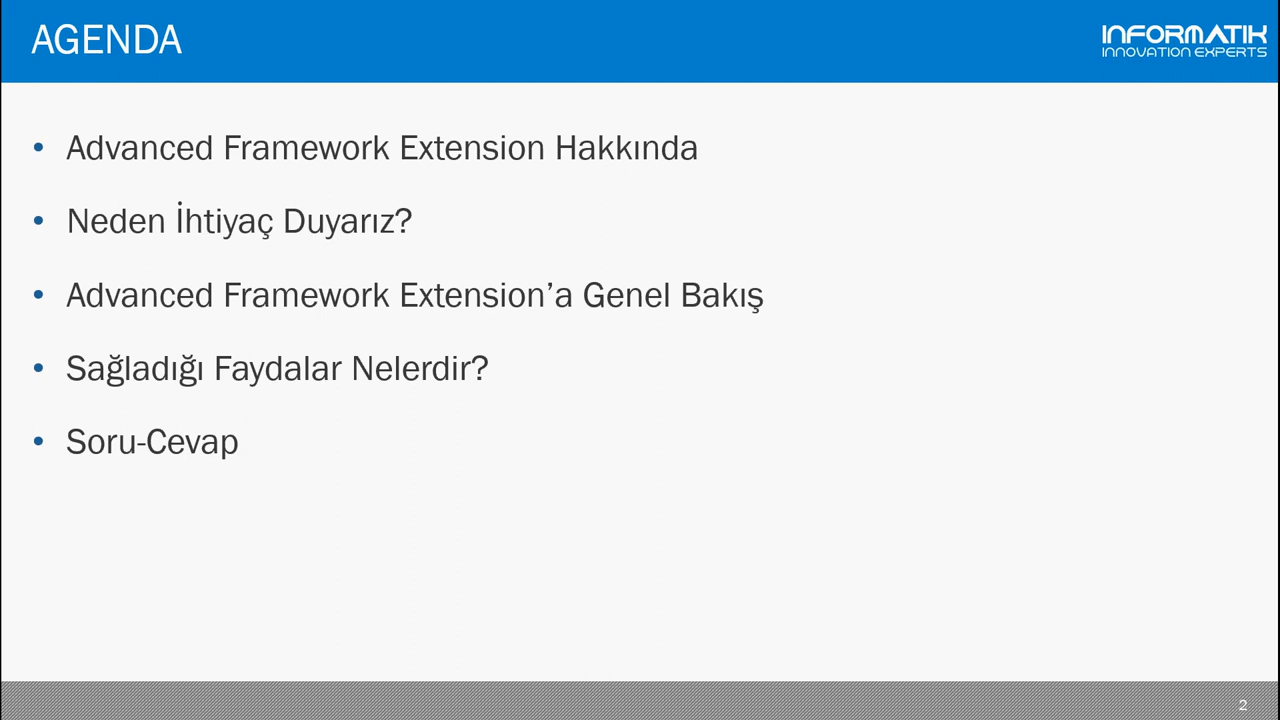 AGENDA
INFORMATIK
INNOVATION EXPERTS
• Advanced Framework Extension Hakkında
• Neden İhtiyaç Duyarız?
• Advanced Framework Extension’a Genel Bakış
• Sağladığı Faydalar Nelerdir?
• Soru-Cevap
2